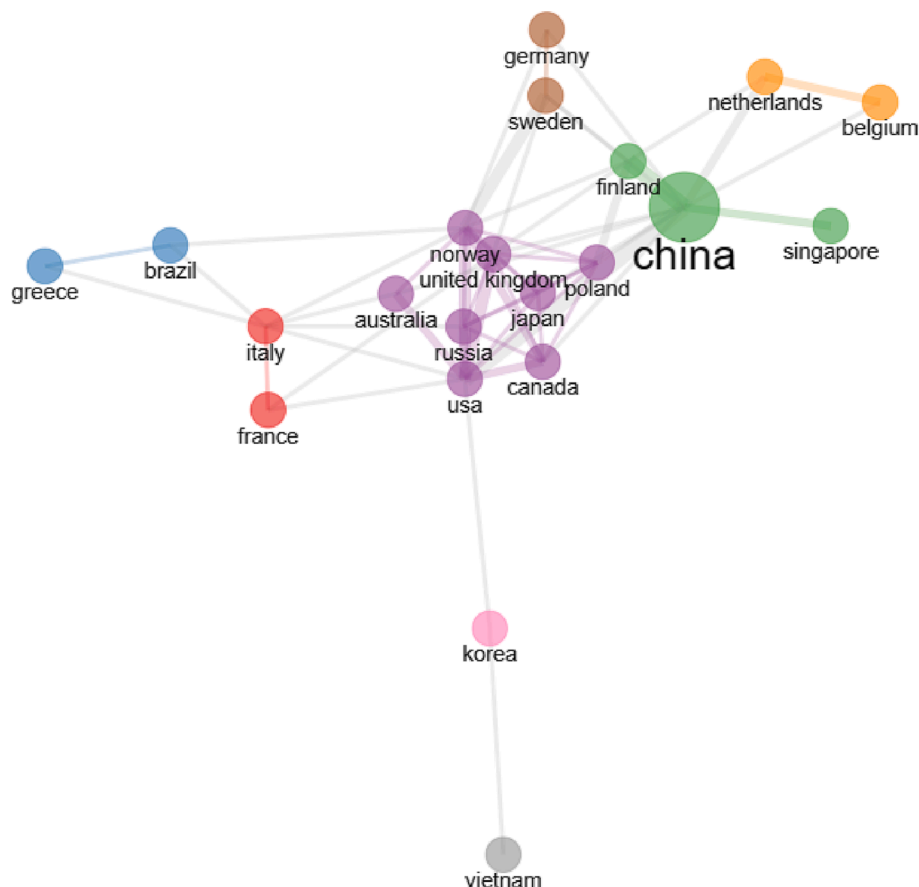 germany
netherlands
sweden
belgium
finland
singapore
china
norway
brazil
united kingdom
poland
greece
australia
japan
italy
russia
canada
usa
france
korea
vietnam